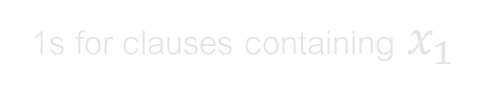 1s for clauses containing x₁